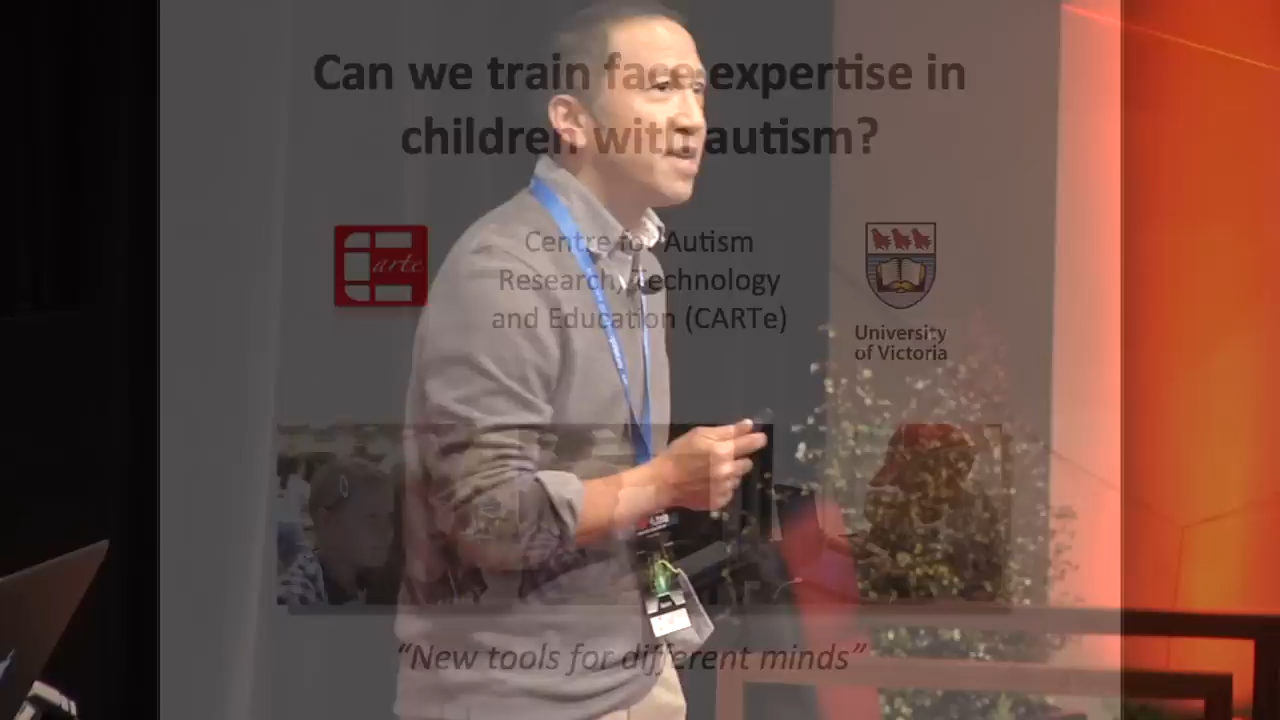 Can we train face expertise in
children with autism?
arte
Centre for Autism
Research, Technology
and Education (CARTe)
University
of Victoria
“New tools for different minds”